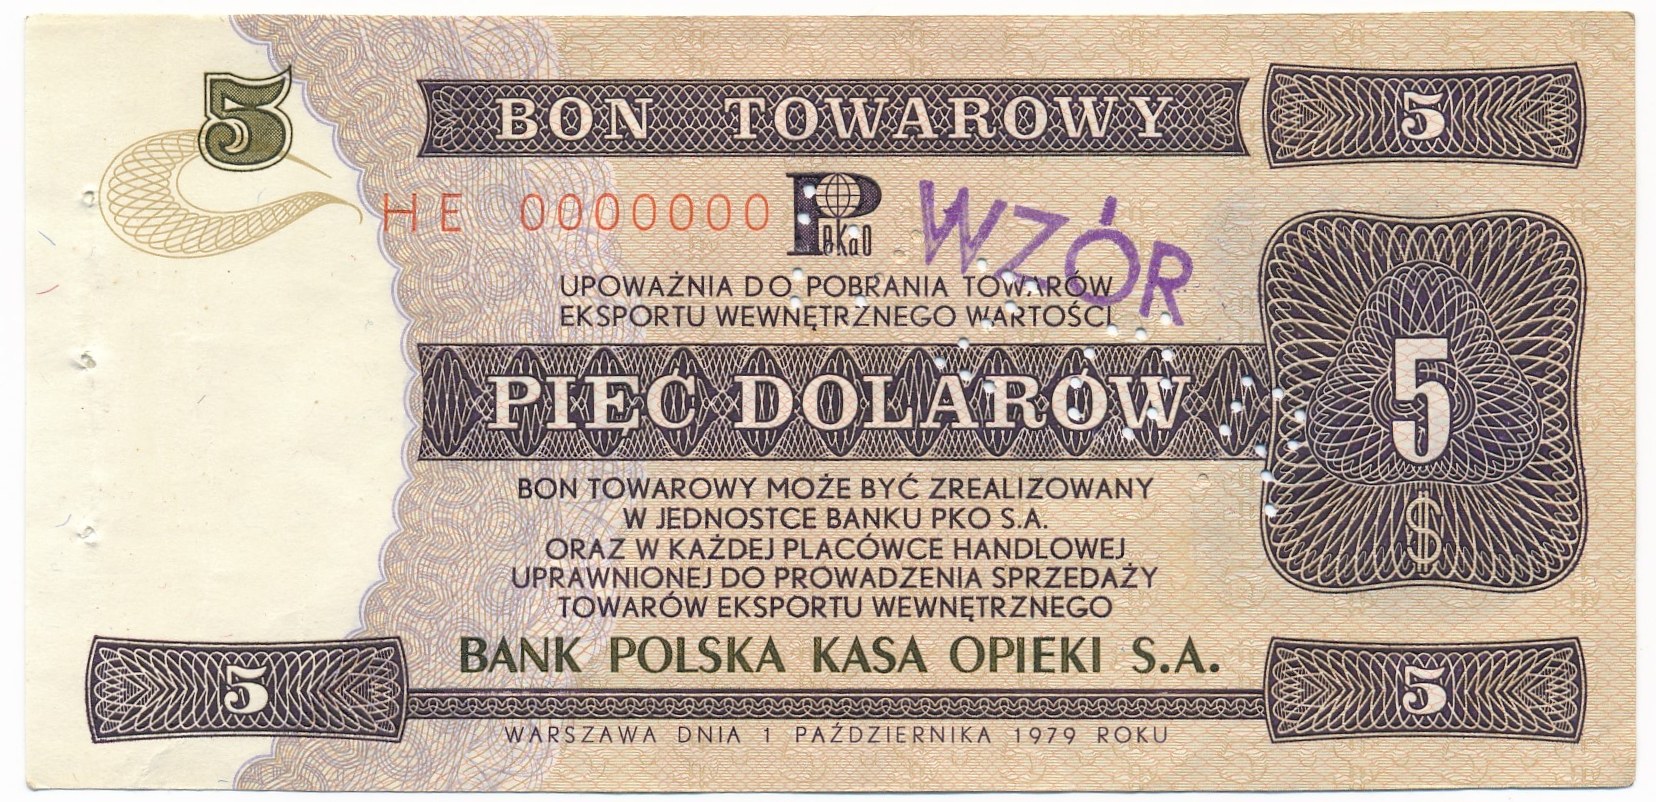 5
BON TOWAROWY
5
HE 0000000
PeKaO
WZÓR
UPOWAŻNIA DO POBRANIA TOWARÓW
EKSPORTU WEWNĘTRZNEGO WARTOŚCI
PIĘĆ DOLARÓW
5
$
BON TOWAROWY MOŻE BYĆ ZREALIZOWANY
W JEDNOSTCE BANKU PKO S.A.
ORAZ W KAŻDEJ PLACÓWCE HANDLOWEJ
UPRAWNIONEJ DO PROWADZENIA SPRZEDAŻY
TOWARÓW EKSPORTU WEWNĘTRZNEGO
BANK POLSKA KASA OPIEKI S.A.
5
5
WARSZAWA DNIA 1 PAŹDZIERNIKA 1979 ROKU